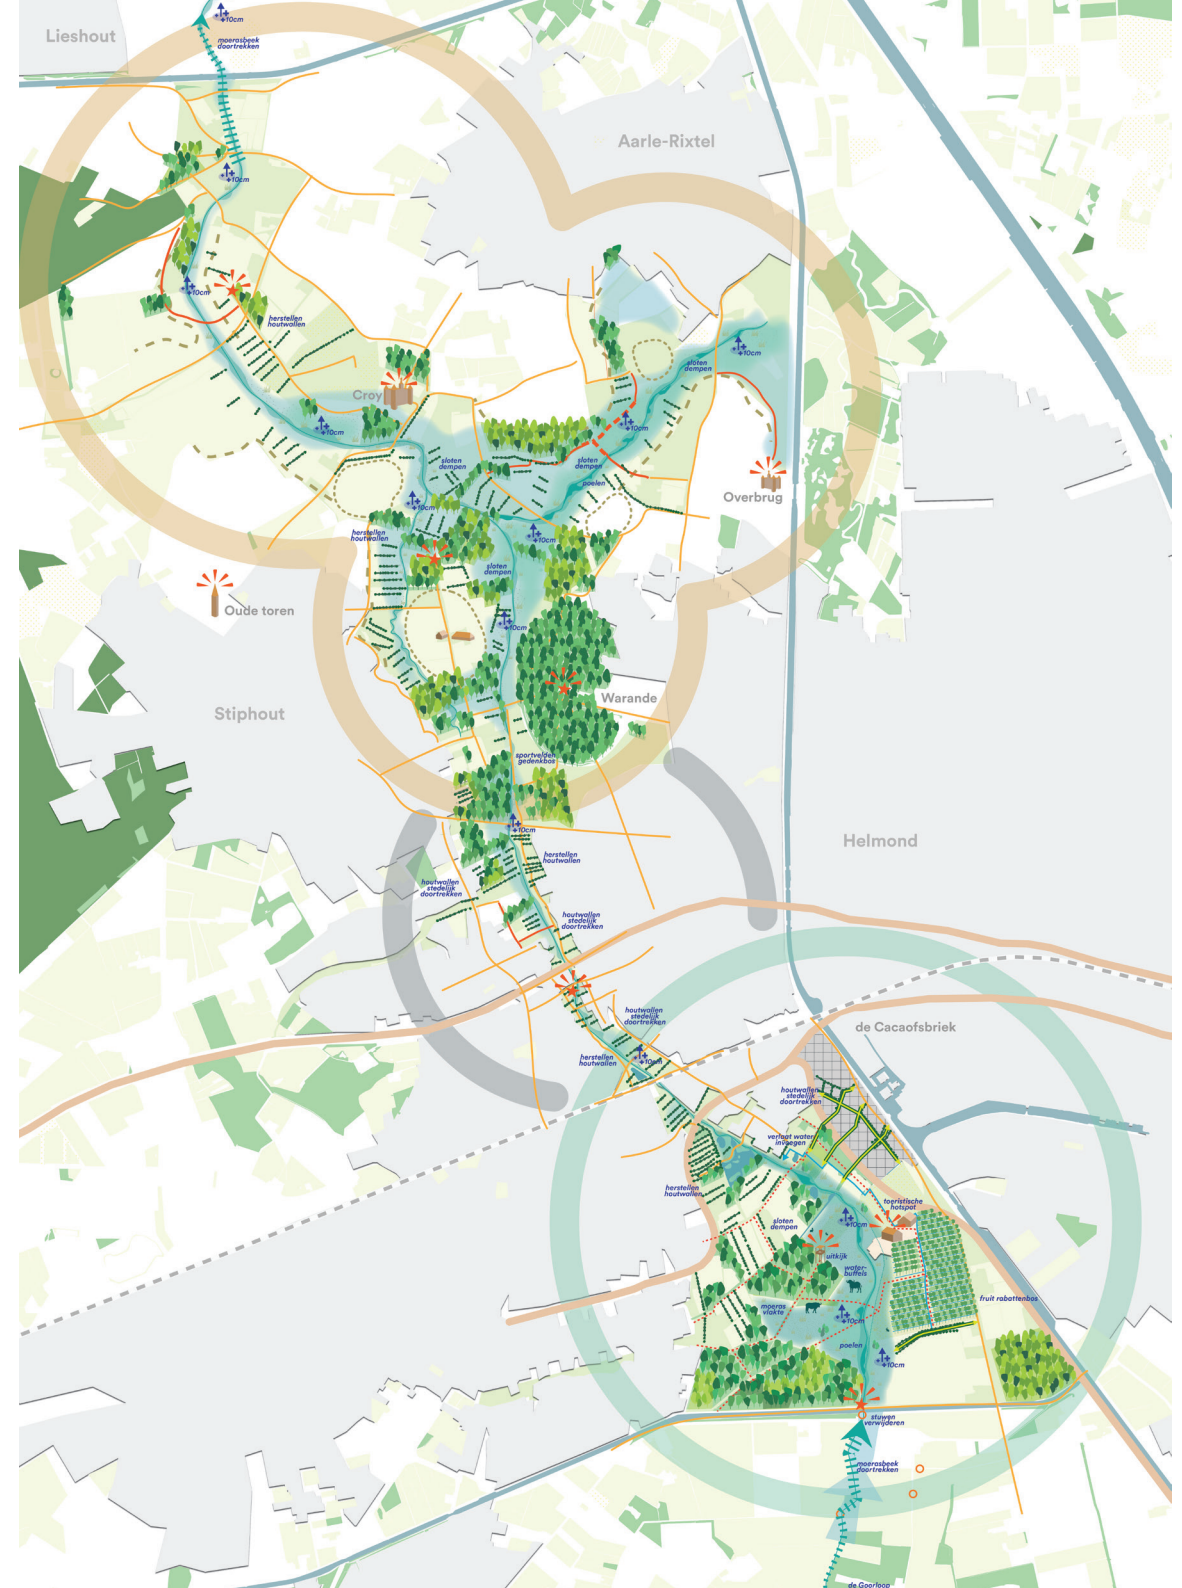 +10cm
Lieshout
moerasbeek
doortrekken
Aarle-Rixtel
+10cm
+10cm
herstellen
houtwallen
+10cm
sloten
dempen
Croy
+10cm
+10cm
sloten
dempen
sloten
dempen
poelen
Overbrug
+10cm
herstellen
houtwallen
+10cm
sloten
dempen
Oude toren
+10cm
Warande
Stiphout
sportvelden
gedenkbos
+10cm
Helmond
herstellen
houtwallen
houtwallen
stedelijk
doortrekken
houtwallen
stedelijk
doortrekken
houtwallen
stedelijk
doortrekken
de Cacaofsbriek
herstellen
houtwallen
+10cm
houtwallen
stedelijk
doortrekken
verlaat water
invoegen
herstellen
houtwallen
toeristische
hotspot
sloten
dempen
+10cm
uitkijk
water-
buffels
moeras
vlakte
fruit rabattenbos
+10cm
poelen
+10cm
stuwen
verwijderen
moerasbeek
doortrekken
de Goorloop